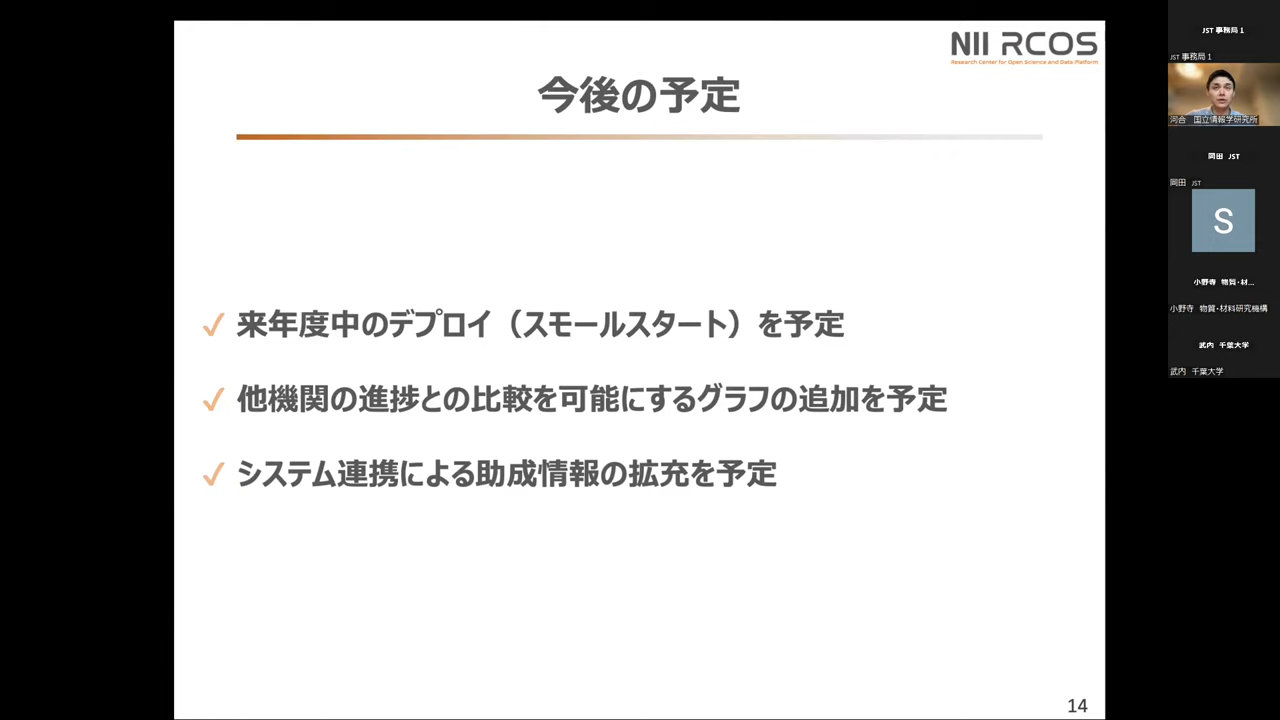 NII RCOS
Research Center for Open Science and Data Platform
今後の予定
✓ 来年度中のデプロイ（スモールスタート）を予定
✓ 他機関の進捗との比較を可能にするグラフの追加を予定
✓ システム連携による助成情報の拡充を予定
14
JST 事務局 1
JST 事務局 1
河合 国立情報学研究所
岡田 JST
岡田 JST
S
小野寺 物質・材...
小野寺 物質・材料研究機構
武内 千葉大学
武内 千葉大学